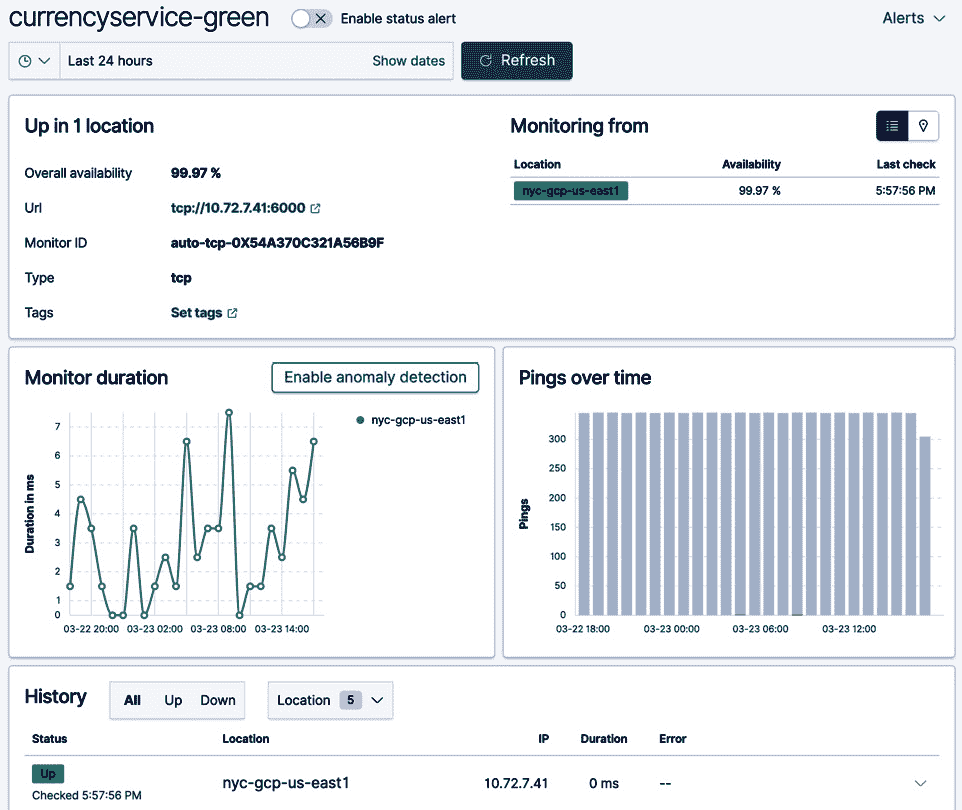 currencyservice-green
Enable status alert
Alerts
Last 24 hours
Show dates
Refresh
Up in 1 location
Overall availability 99.97 %
Url tcp://10.72.7.41:6000
Monitor ID auto-tcp-0X54A370C321A56B9F
Type tcp
Tags Set tags
Monitoring from
Location Availability Last check
nyc-gcp-us-east1 99.97 % 5:57:56 PM
Monitor duration
Enable anomaly detection
nyc-gcp-us-east1
Duration in ms
7
6
5
4
3
2
1
0
03-22 20:00 03-23 02:00 03-23 08:00 03-23 14:00
Pings over time
Pings
300
250
200
150
100
50
0
03-22 18:00 03-23 00:00 03-23 06:00 03-23 12:00
History
All Up Down
Location 5
Status Location IP Duration Error
Up
Checked 5:57:56 PM
nyc-gcp-us-east1 10.72.7.41 0 ms --